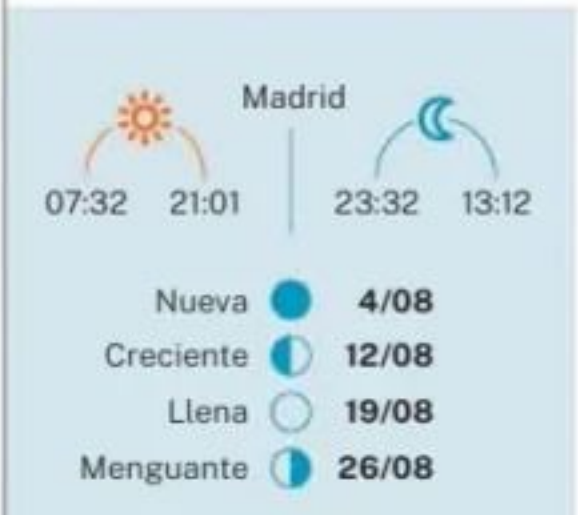 Madrid
07:32 21:01 23:32 13:12
Nueva 4/08
Creciente 12/08
Llena 19/08
Menguante 26/08